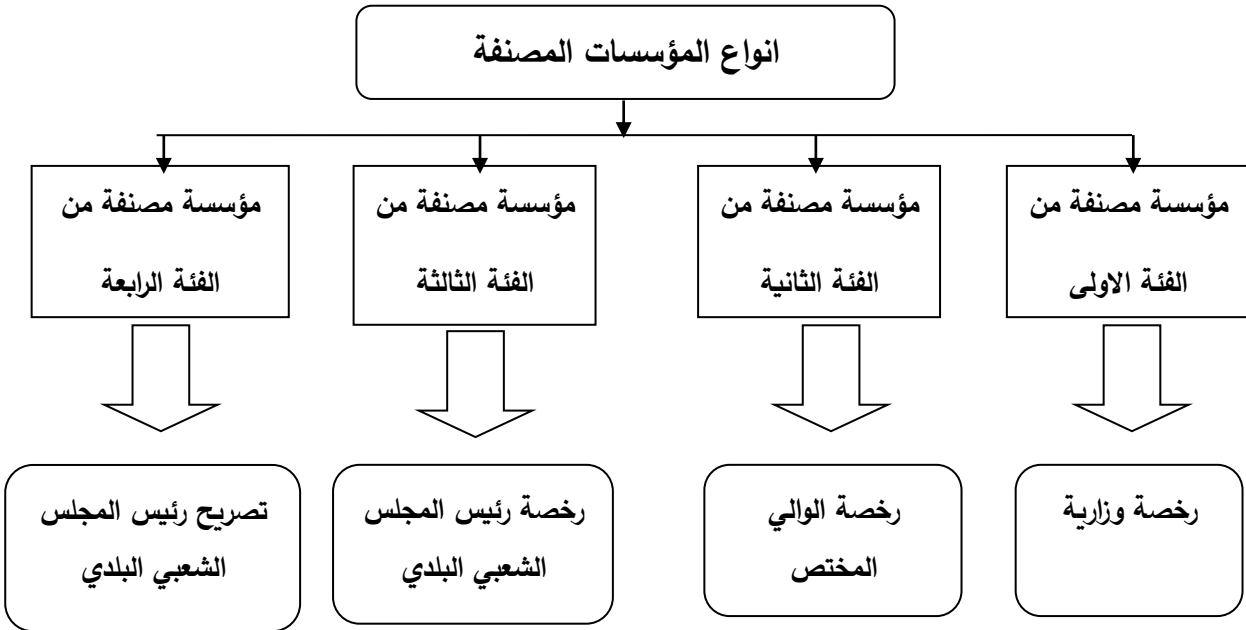 انواع المؤسسات المصنفة
مؤسسة مصنفة من
الفئة الاولى
مؤسسة مصنفة من
الفئة الثانية
مؤسسة مصنفة من
الفئة الثالثة
مؤسسة مصنفة من
الفئة الرابعة
رخصة وزارية
رخصة الوالي
المختص
رخصة رئيس المجلس
الشعبي البلدي
تصريح رئيس المجلس
الشعبي البلدي